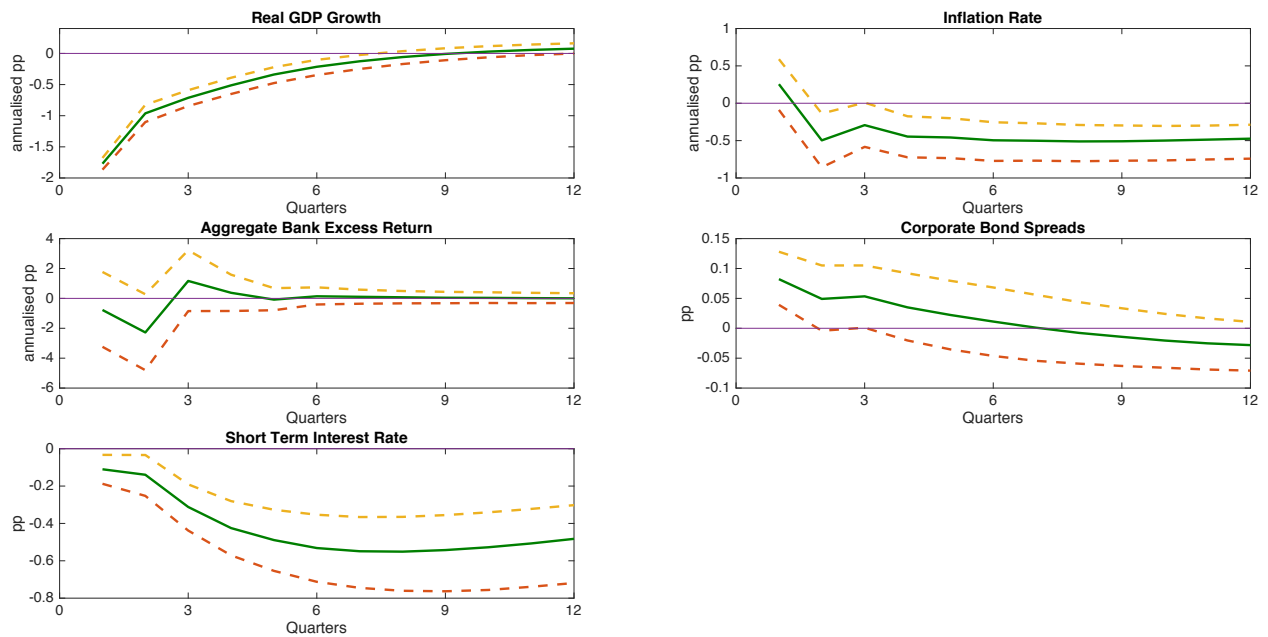 Real GDP Growth
annualised pp
0
-0.5
-1
-1.5
-2
0 3 6 9 12
Quarters
Inflation Rate
annualised pp
1
0.5
0
-0.5
-1
0 3 6 9 12
Quarters
Aggregate Bank Excess Return
annualised pp
4
2
0
-2
-4
-6
0 3 6 9 12
Quarters
Corporate Bond Spreads
pp
0.15
0.1
0.05
0
-0.05
-0.1
0 3 6 9 12
Quarters
Short Term Interest Rate
pp
0
-0.2
-0.4
-0.6
-0.8
0 3 6 9 12
Quarters